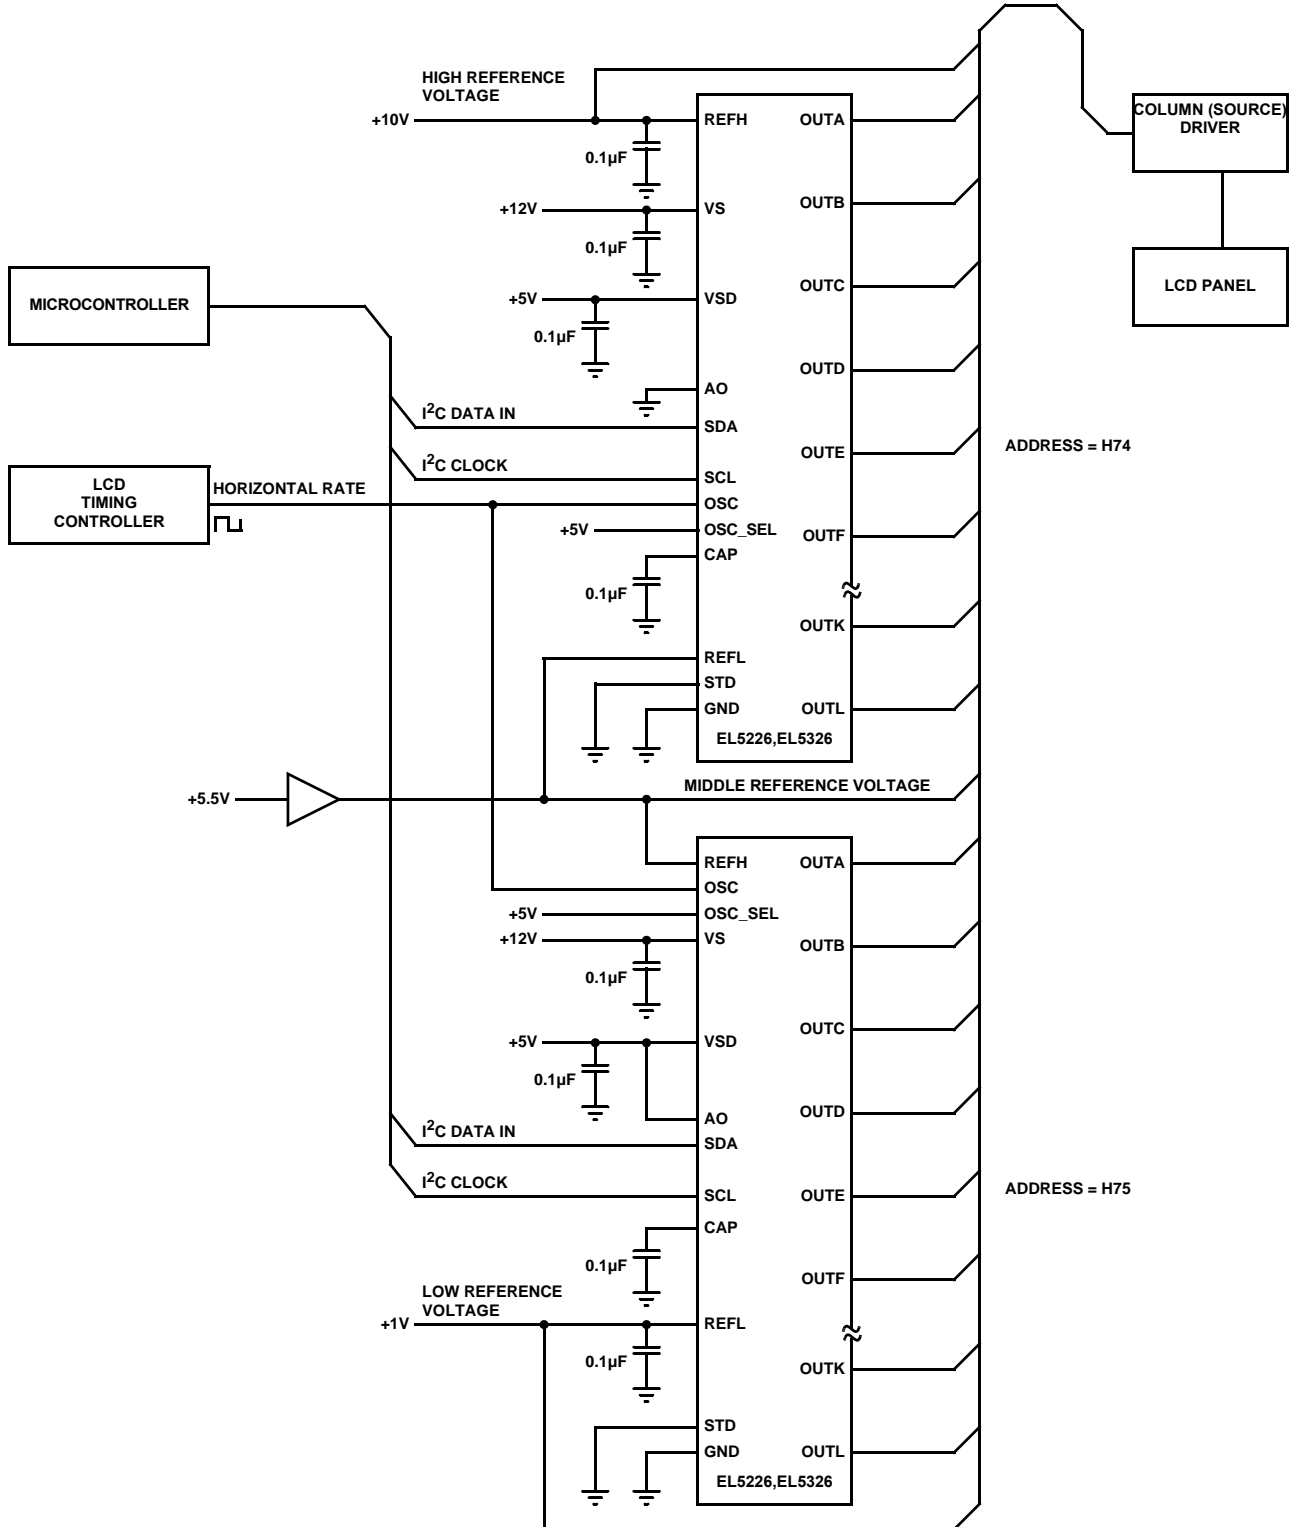 HIGH REFERENCE
VOLTAGE
+10V
REFH
OUTA
COLUMN (SOURCE)
DRIVER
0.1µF
+12V
VS
OUTB
0.1µF
OUTC
LCD PANEL
MICROCONTROLLER
+5V
VSD
0.1µF
OUTD
AO
I²C DATA IN
SDA
ADDRESS = H74
OUTE
I²C CLOCK
SCL
LCD
TIMING
CONTROLLER
HORIZONTAL RATE
OSC
+5V
OSC_SEL
OUTF
CAP
0.1µF
OUTK
REFL
STD
GND
OUTL
EL5226,EL5326
MIDDLE REFERENCE VOLTAGE
+5.5V
REFH
OUTA
OSC
+5V
OSC_SEL
+12V
VS
OUTB
0.1µF
OUTC
+5V
VSD
0.1µF
OUTD
AO
I²C DATA IN
SDA
I²C CLOCK
SCL
OUTE
ADDRESS = H75
CAP
0.1µF
OUTF
LOW REFERENCE
VOLTAGE
+1V
REFL
0.1µF
OUTK
STD
GND
OUTL
EL5226,EL5326